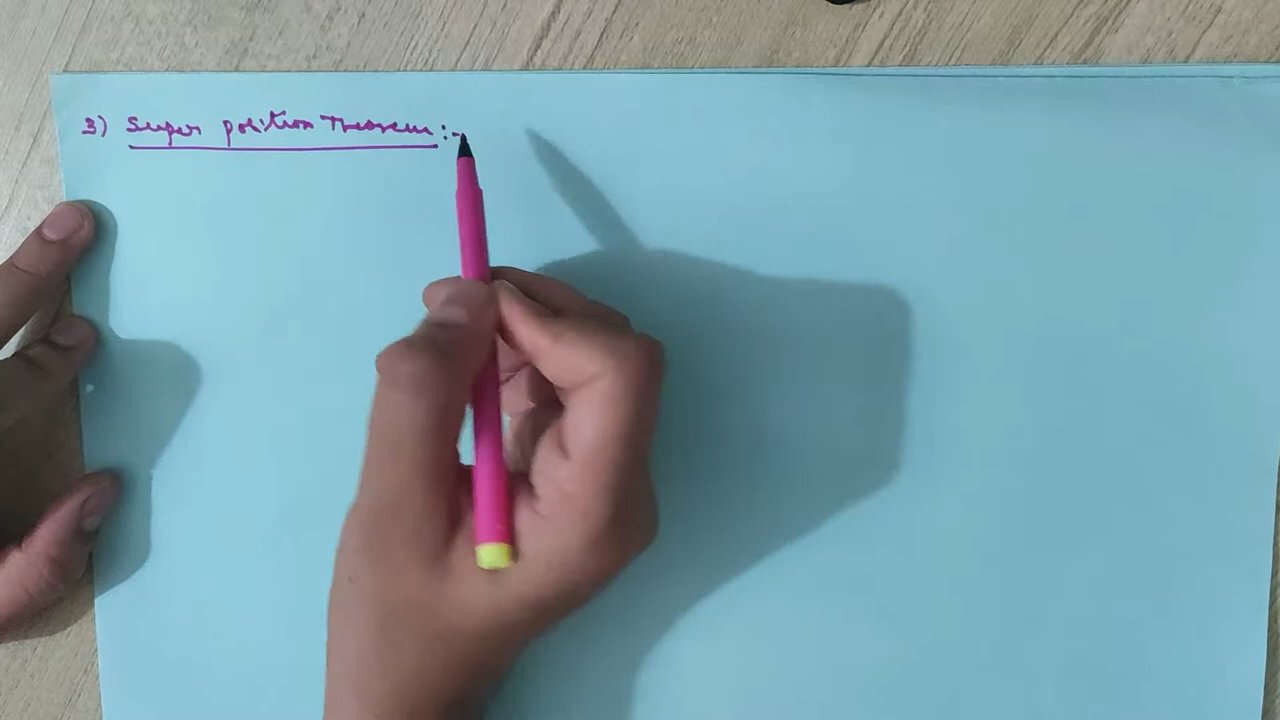 3) Super position Theorem :-